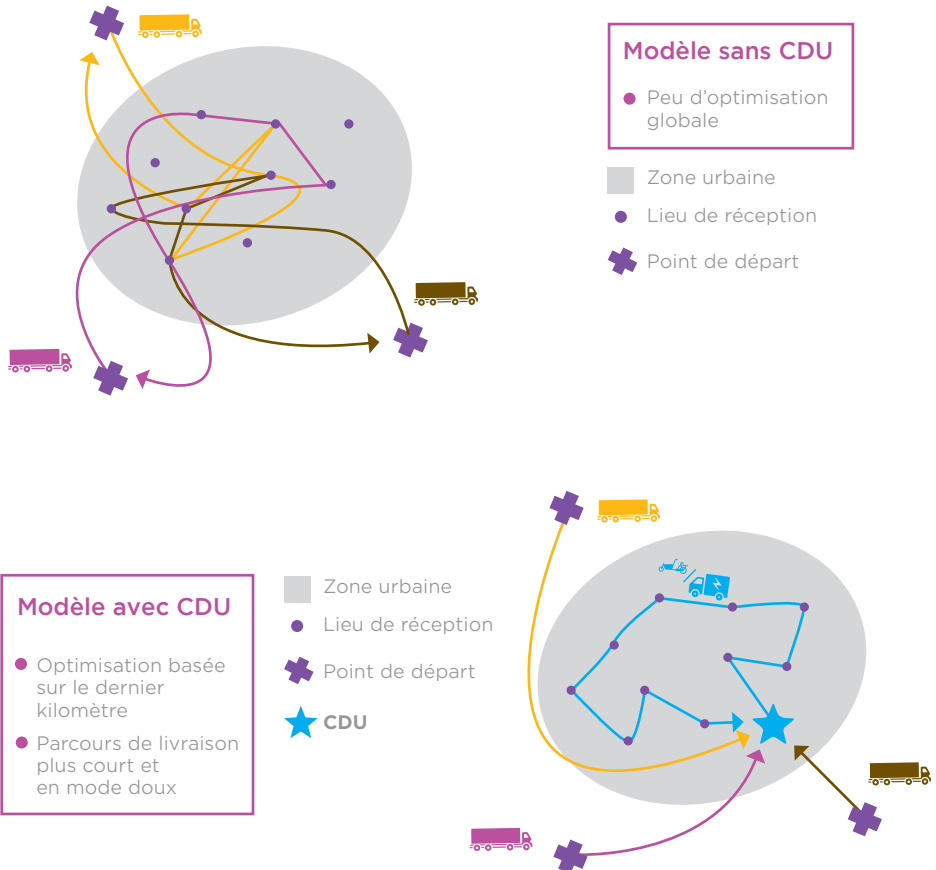 Modèle sans CDU
Peu d'optimisation
globale
Zone urbaine
Lieu de réception
Point de départ
Modèle avec CDU
Optimisation basée
sur le dernier
kilomètre
Parcours de livraison
plus court et
en mode doux
Zone urbaine
Lieu de réception
Point de départ
CDU